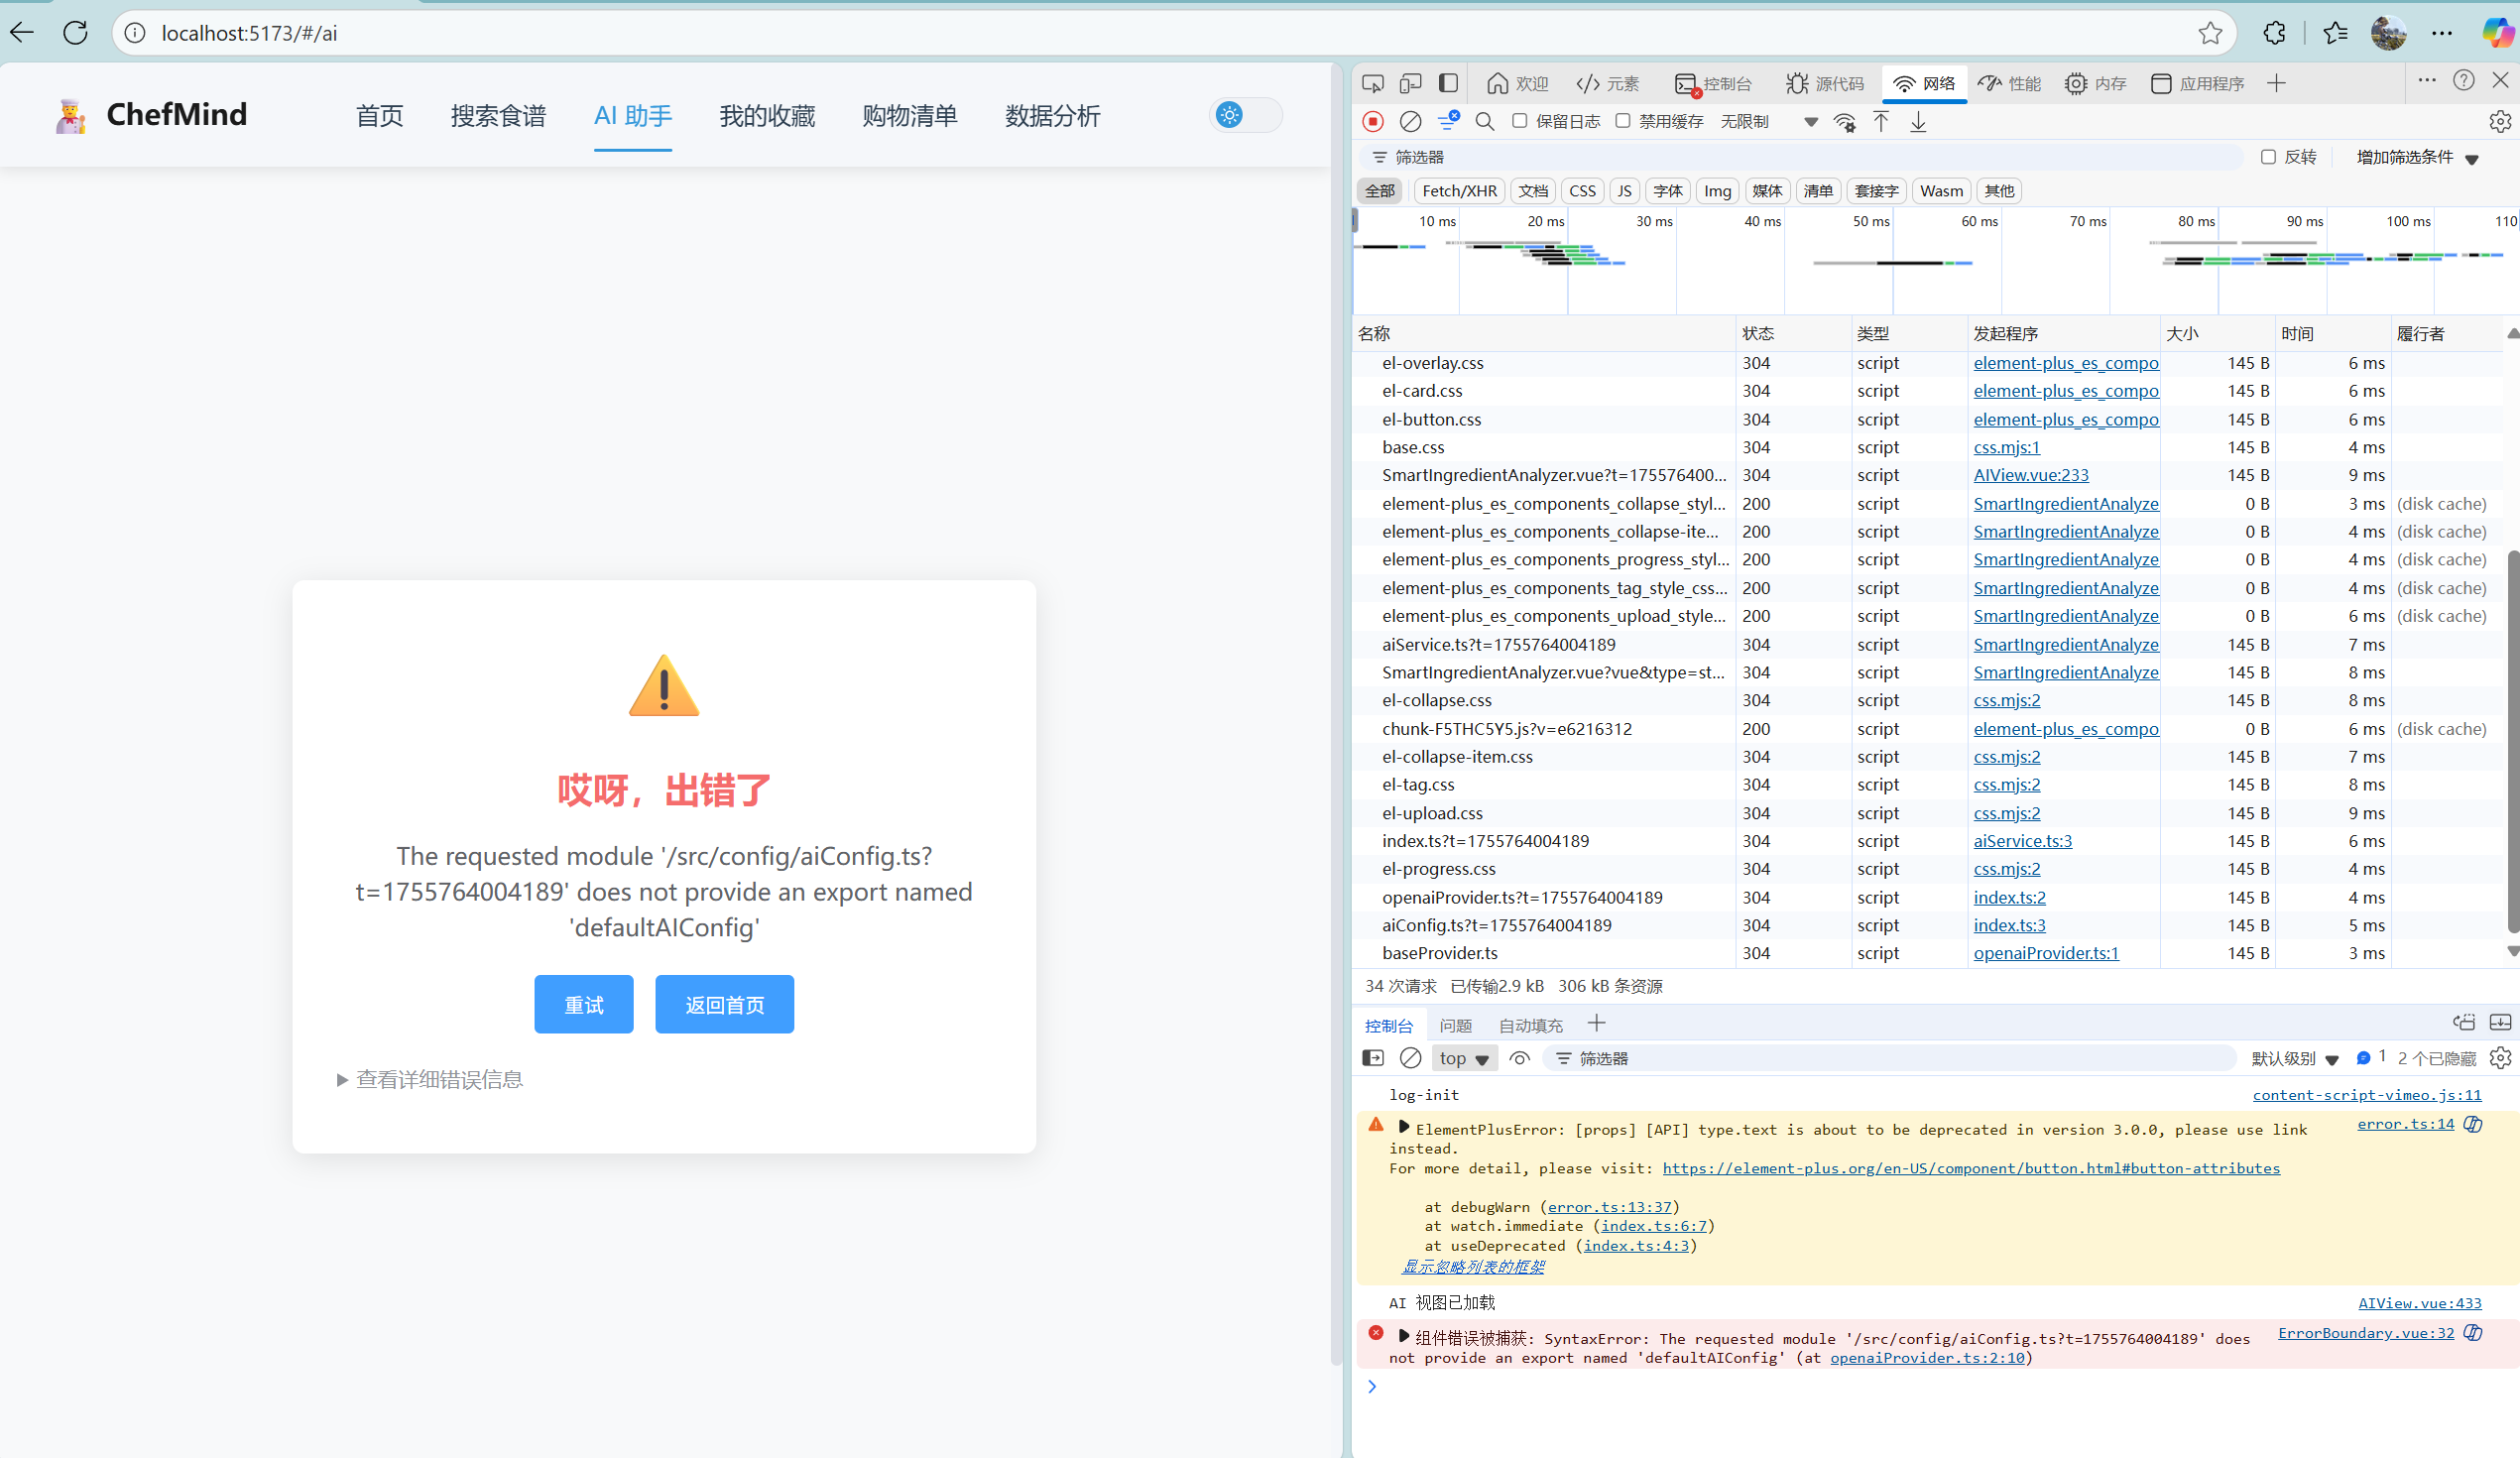 localhost:5173/#/ai
ChefMind
首页 搜索食谱 AI 助手 我的收藏 购物清单 数据分析
哎呀，出错了
The requested module '/src/config/aiConfig.ts?
t=1755764004189' does not provide an export named
'defaultAIConfig'
重试 返回首页
查看详细错误信息
欢迎 元素 控制台 源代码 网络 性能 内存 应用程序
保留日志 禁用缓存 无限制
筛选器 反转 增加筛选条件
全部 Fetch/XHR 文档 CSS JS 字体 Img 媒体 清单 套接字 Wasm 其他
10 ms 20 ms 30 ms 40 ms 50 ms 60 ms 70 ms 80 ms 90 ms 100 ms 110
名称 状态 类型 发起程序 大小 时间 履行者
el-overlay.css 304 script element-plus_es_compo 145 B 6 ms
el-card.css 304 script element-plus_es_compo 145 B 6 ms
el-button.css 304 script element-plus_es_compo 145 B 6 ms
base.css 304 script css.mjs:1 145 B 4 ms
SmartIngredientAnalyzer.vue?t=175576400... 304 script AIView.vue:233 145 B 9 ms
element-plus_es_components_collapse_styl... 200 script SmartIngredientAnalyze 0 B 3 ms (disk cache)
element-plus_es_components_collapse-ite... 200 script SmartIngredientAnalyze 0 B 4 ms (disk cache)
element-plus_es_components_progress_styl... 200 script SmartIngredientAnalyze 0 B 4 ms (disk cache)
element-plus_es_components_tag_style_css... 200 script SmartIngredientAnalyze 0 B 4 ms (disk cache)
element-plus_es_components_upload_style... 200 script SmartIngredientAnalyze 0 B 6 ms (disk cache)
aiService.ts?t=1755764004189 304 script SmartIngredientAnalyze 145 B 7 ms
SmartIngredientAnalyzer.vue?vue&type=st... 304 script SmartIngredientAnalyze 145 B 8 ms
el-collapse.css 304 script css.mjs:2 145 B 8 ms
chunk-F5THC5Y5.js?v=e6216312 200 script element-plus_es_compo 0 B 6 ms (disk cache)
el-collapse-item.css 304 script css.mjs:2 145 B 7 ms
el-tag.css 304 script css.mjs:2 145 B 8 ms
el-upload.css 304 script css.mjs:2 145 B 9 ms
index.ts?t=1755764004189 304 script aiService.ts:3 145 B 6 ms
el-progress.css 304 script css.mjs:2 145 B 4 ms
openaiProvider.ts?t=1755764004189 304 script index.ts:2 145 B 4 ms
aiConfig.ts?t=1755764004189 304 script index.ts:3 145 B 5 ms
baseProvider.ts 304 script openaiProvider.ts:1 145 B 3 ms
34 次请求 已传输2.9 kB 306 kB 条资源
控制台 问题 自动填充
top 筛选器 默认级别 1 2 个已隐藏
log-init content-script-vimeo.js:11
ElementPlusError: [props] [API] type.text is about to be deprecated in version 3.0.0, please use link error.ts:14
instead.
For more detail, please visit: https://element-plus.org/en-US/component/button.html#button-attributes
at debugWarn (error.ts:13:37)
at watch.immediate (index.ts:6:7)
at useDeprecated (index.ts:4:3)
显示忽略列表的框架
AI 视图已加载 AIView.vue:433
组件错误被捕获: SyntaxError: The requested module '/src/config/aiConfig.ts?t=1755764004189' does ErrorBoundary.vue:32
not provide an export named 'defaultAIConfig' (at openaiProvider.ts:2:10)